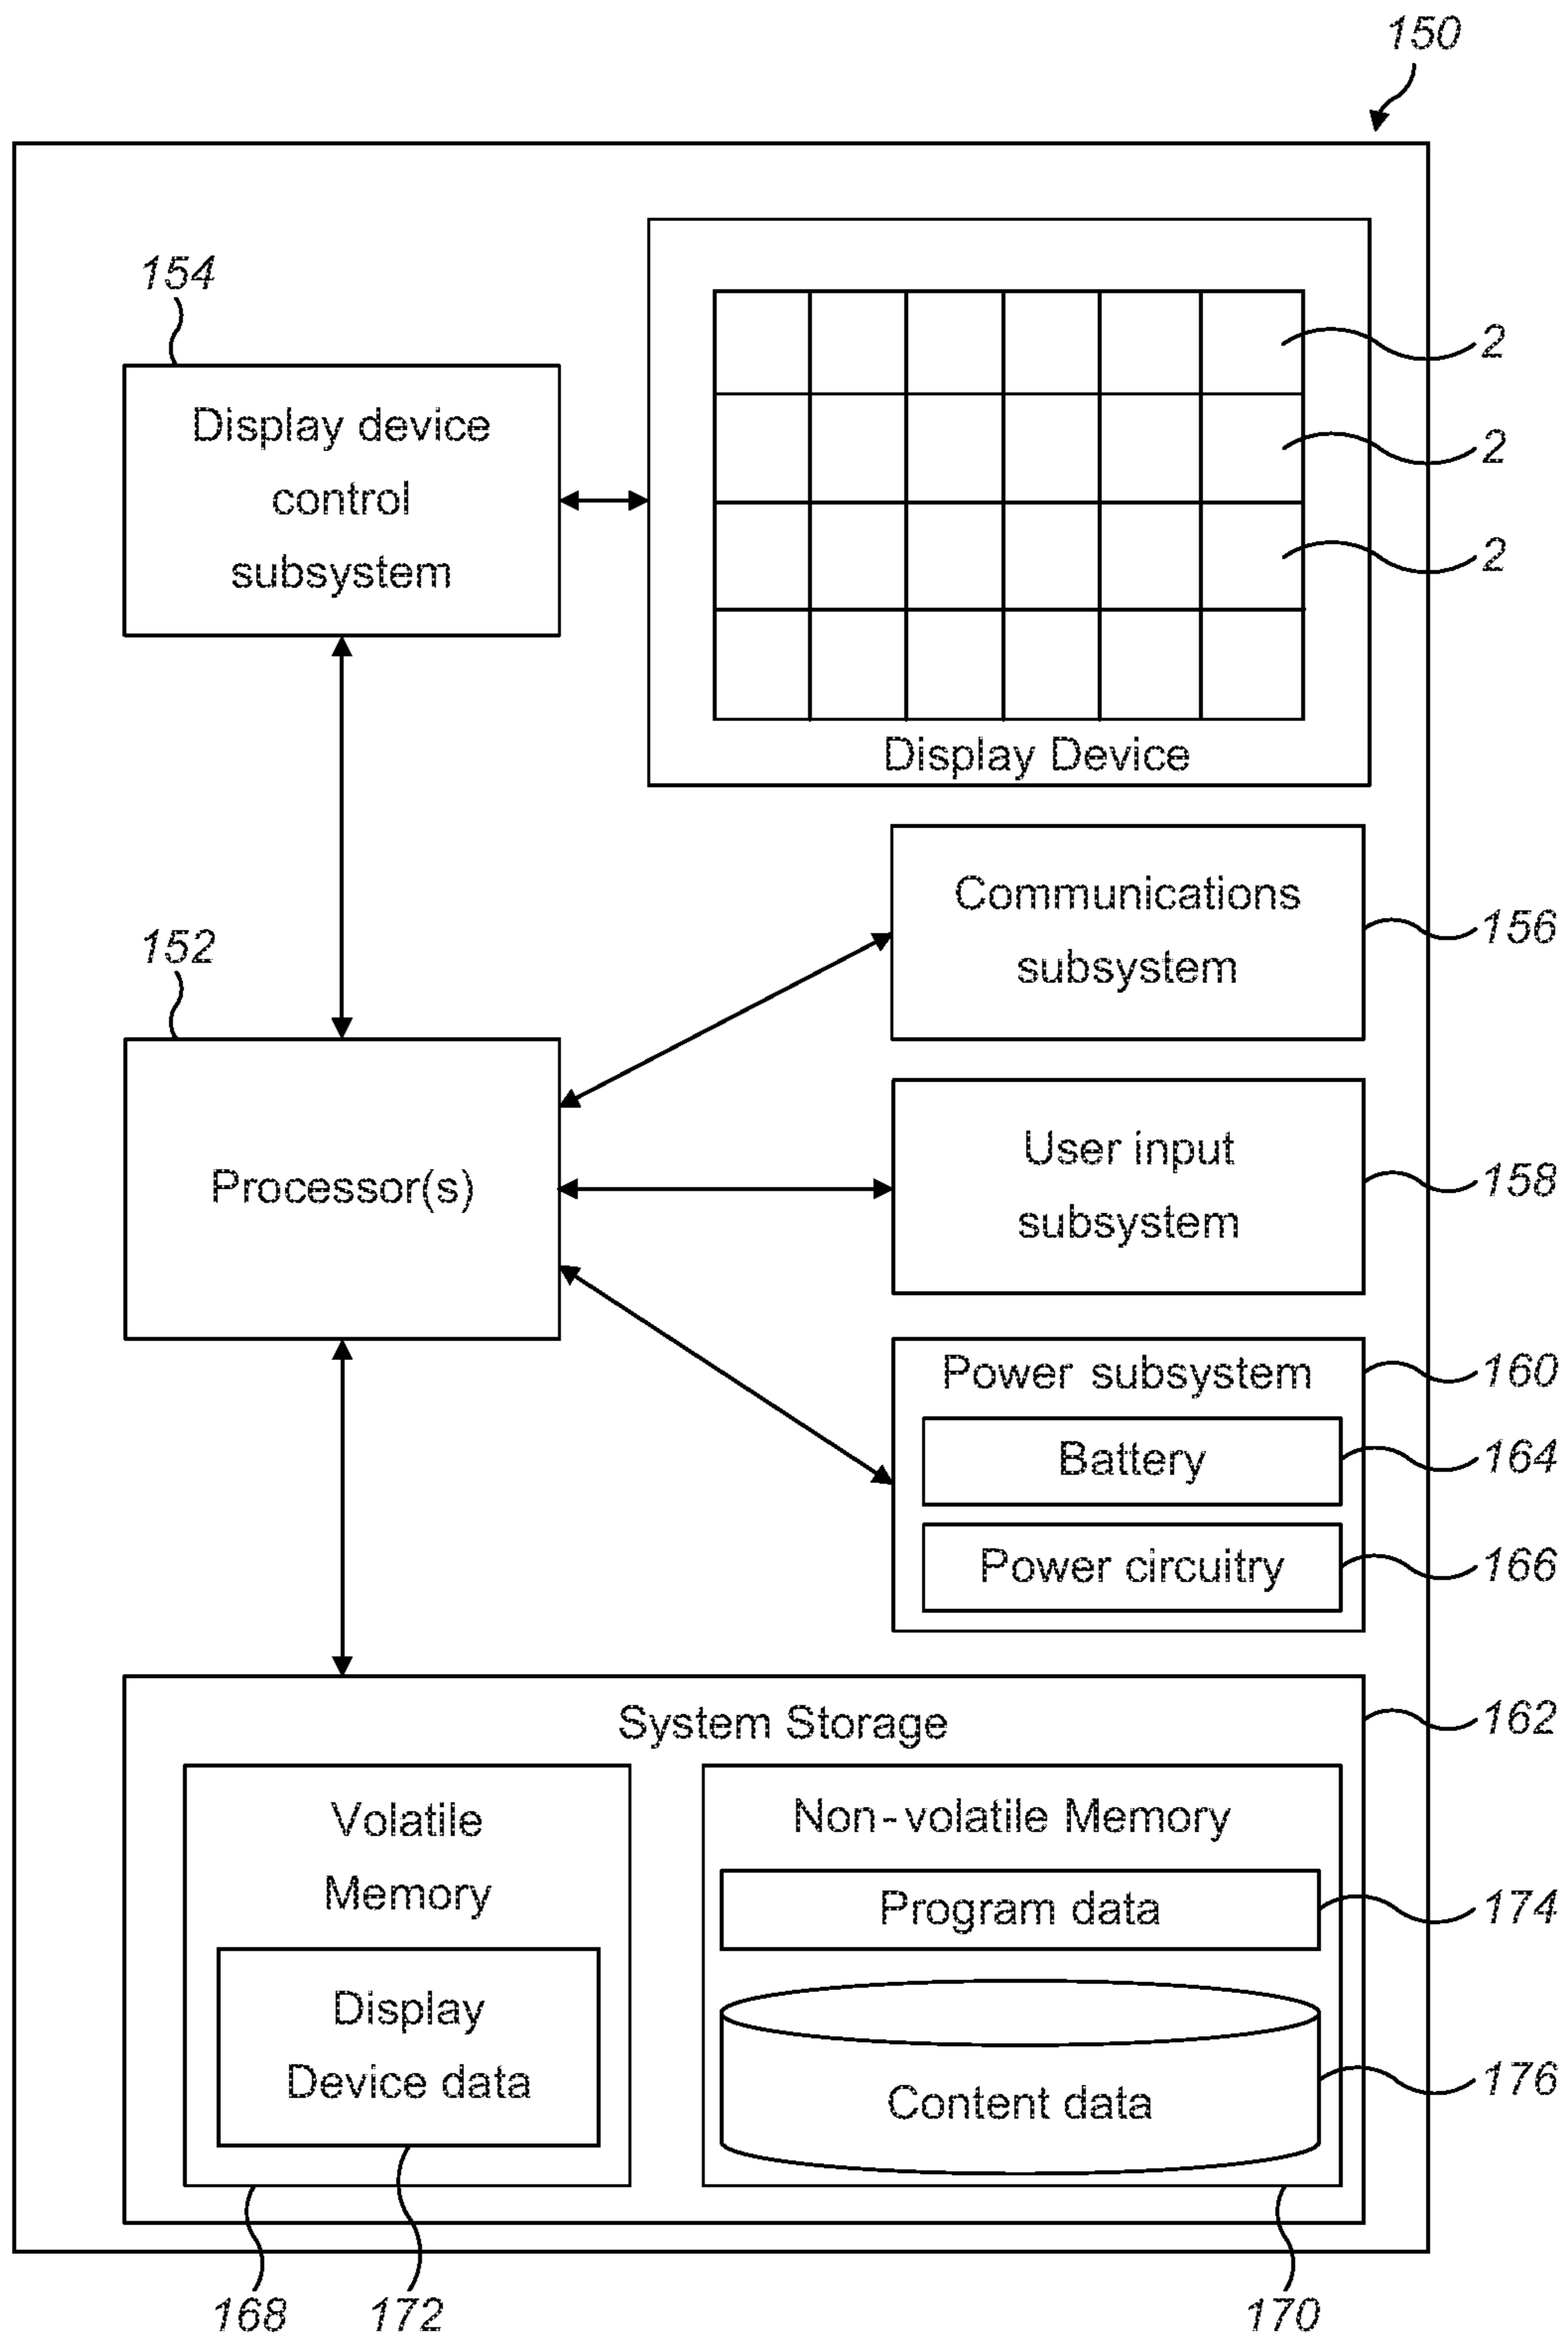 150
154
Display device
control
subsystem
2
2
2
Display Device
Communications
subsystem
156
152
Processor(s)
User input
subsystem
158
Power subsystem
160
Battery
164
Power circuitry
166
System Storage
162
Volatile
Memory
Non-volatile Memory
Program data
174
Display
Device data
Content data
176
168
172
170